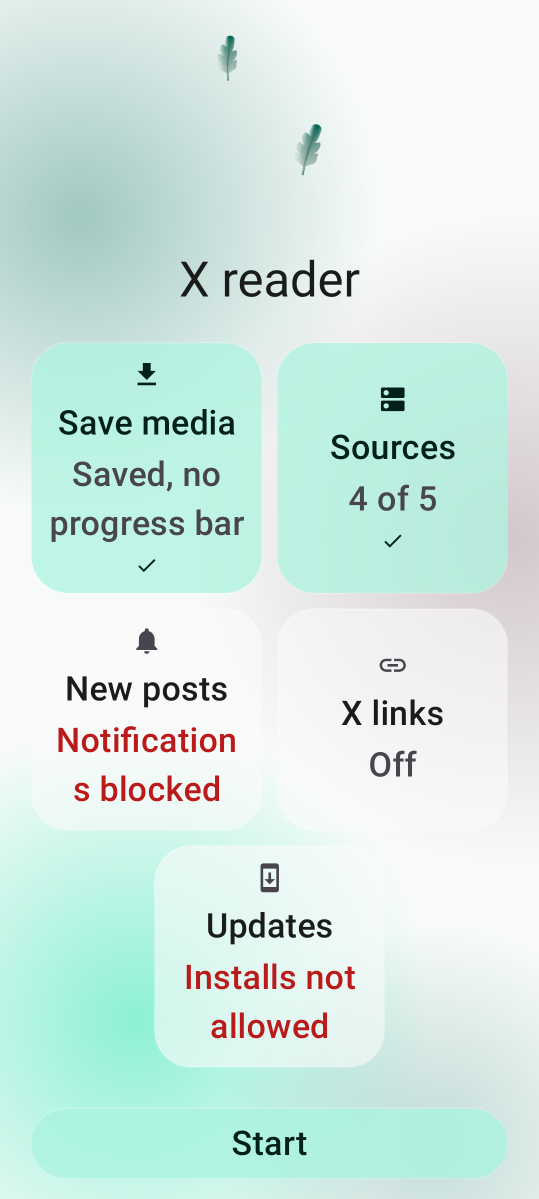 X reader
Save media
Saved, no
progress bar
Sources
4 of 5
New posts
Notification
s blocked
X links
Off
Updates
Installs not
allowed
Start